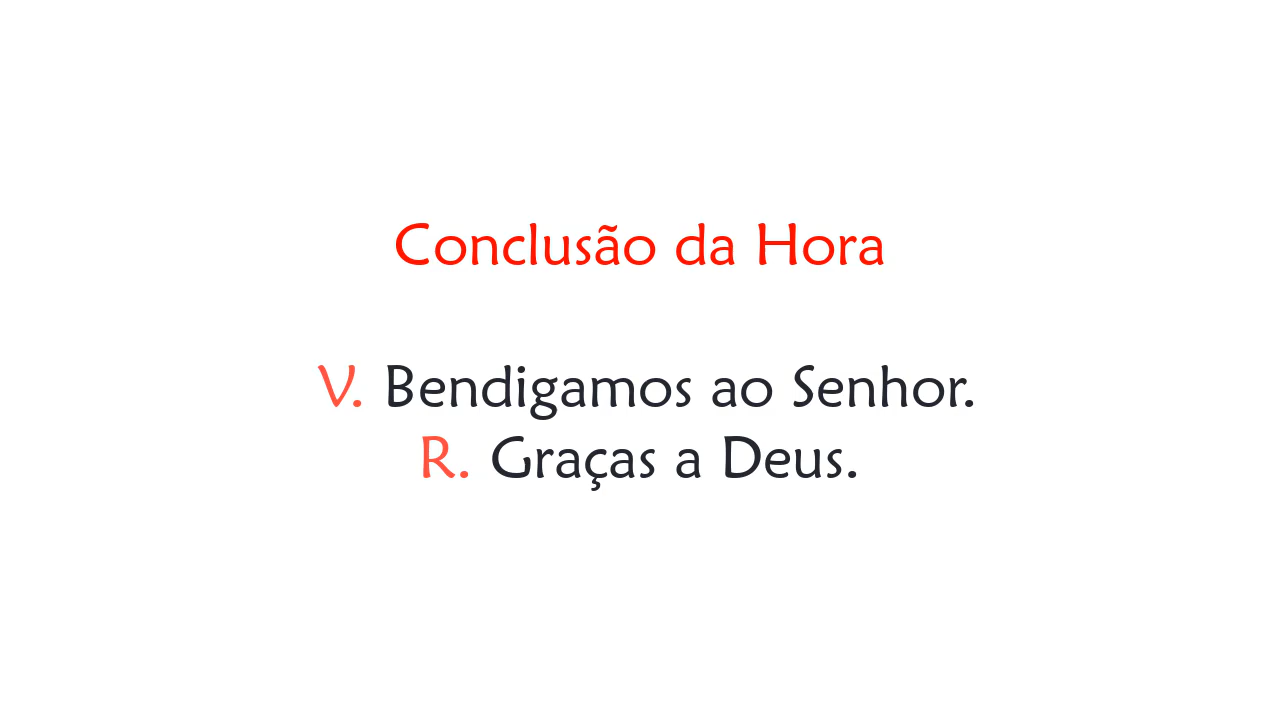 Conclusão da Hora
V. Bendigamos ao Senhor.
R. Graças a Deus.